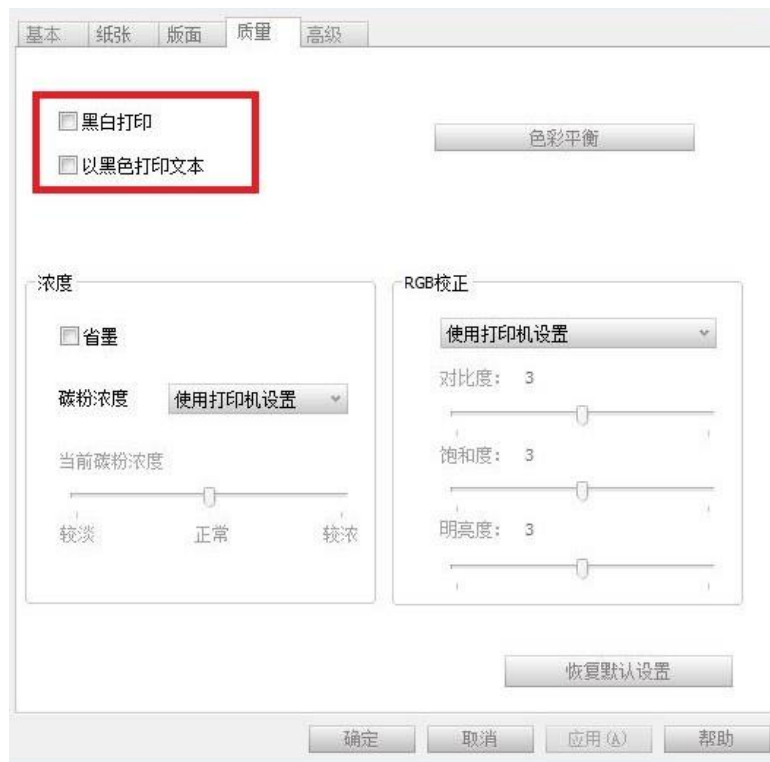 基本 纸张 版面 质量 高级
黑白打印
以黑色打印文本
色彩平衡
浓度
省墨
碳粉浓度 使用打印机设置
当前碳粉浓度
较淡 正常 较浓
RGB校正
使用打印机设置
对比度: 3
饱和度: 3
明亮度: 3
恢复默认设置
确定 取消 应用(A) 帮助